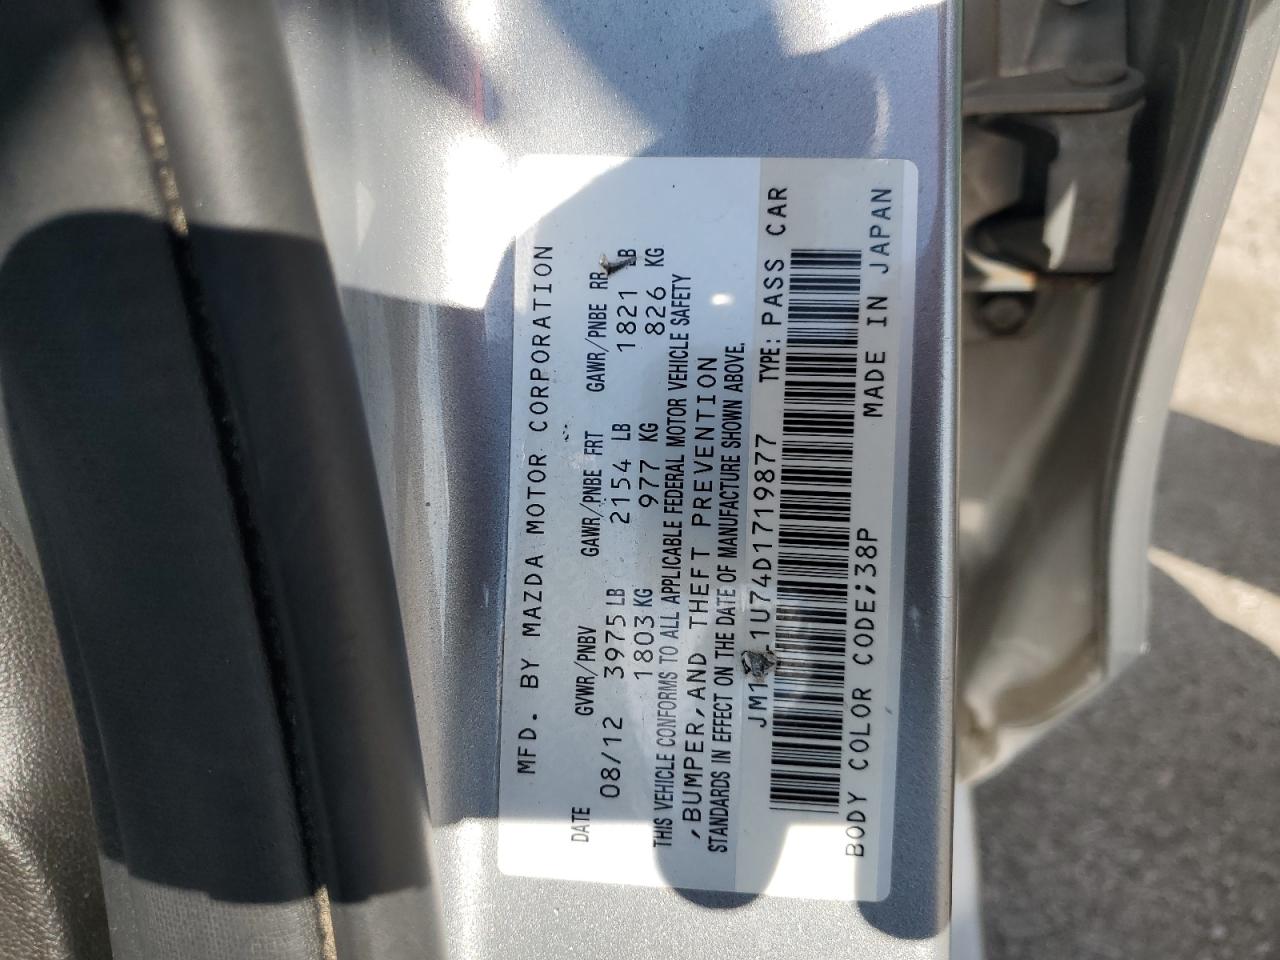 MFD. BY MAZDA MOTOR CORPORATION
DATE GVWR/PNBV GAWR/PNBE FRT GAWR/PNBE RR
08/12 3975 LB 2154 LB 1821 LB
1803 KG 977 KG 826 KG
THIS VEHICLE CONFORMS TO ALL APPLICABLE FEDERAL MOTOR VEHICLE SAFETY
,BUMPER,AND THEFT PREVENTION
STANDARDS IN EFFECT ON THE DATE OF MANUFACTURE SHOWN ABOVE.
TYPE: PASS CAR
BODY COLOR CODE;38P MADE IN JAPAN